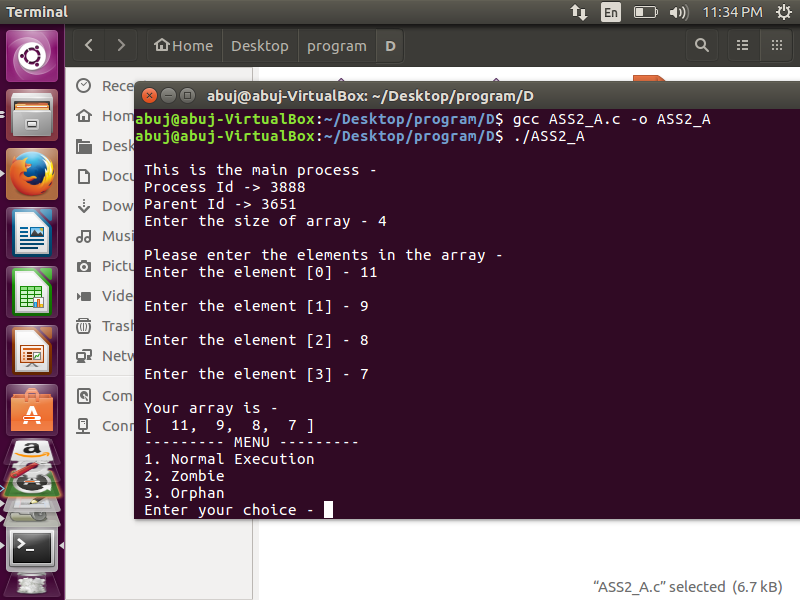 Terminal
En
11:34 PM
Home
Desktop
program
D
Rece
Hom
Desk
Docu
Dow
Musi
Pictu
Vide
Trash
Netw
Com
Conn
abuj@abuj-VirtualBox: ~/Desktop/program/D
abuj@abuj-VirtualBox:~/Desktop/program/D$ gcc ASS2_A.c -o ASS2_A
abuj@abuj-VirtualBox:~/Desktop/program/D$ ./ASS2_A
This is the main process -
Process Id -> 3888
Parent Id -> 3651
Enter the size of array - 4
Please enter the elements in the array -
Enter the element [0] - 11
Enter the element [1] - 9
Enter the element [2] - 8
Enter the element [3] - 7
Your array is -
[  11,  9,  8,  7 ]
--------- MENU ---------
1. Normal Execution
2. Zombie
3. Orphan
Enter your choice -
“ASS2_A.c” selected (6.7 kB)